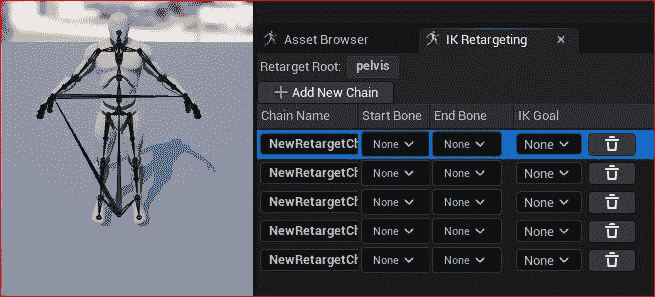 Asset Browser IK Retargeting ×
Retarget Root: pelvis
+ Add New Chain
Chain Name Start Bone End Bone IK Goal
NewRetargetCh None None None
NewRetargetCh None None None
NewRetargetCh None None None
NewRetargetCh None None None
NewRetargetCh None None None